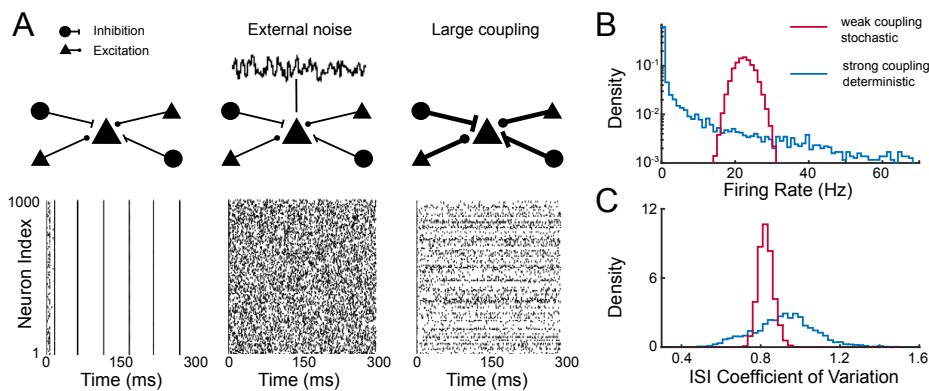 A
Inhibition
Excitation
External noise
Large coupling
Neuron Index
1000
1
0
150
300
Time (ms)
0
150
300
Time (ms)
0
150
300
Time (ms)
B
weak coupling
stochastic
strong coupling
deterministic
Density
10⁻¹
10⁻²
10⁻³
0
20
40
60
Firing Rate (Hz)
C
Density
12
6
0
0.4
0.8
1.2
1.6
ISI Coefficient of Variation